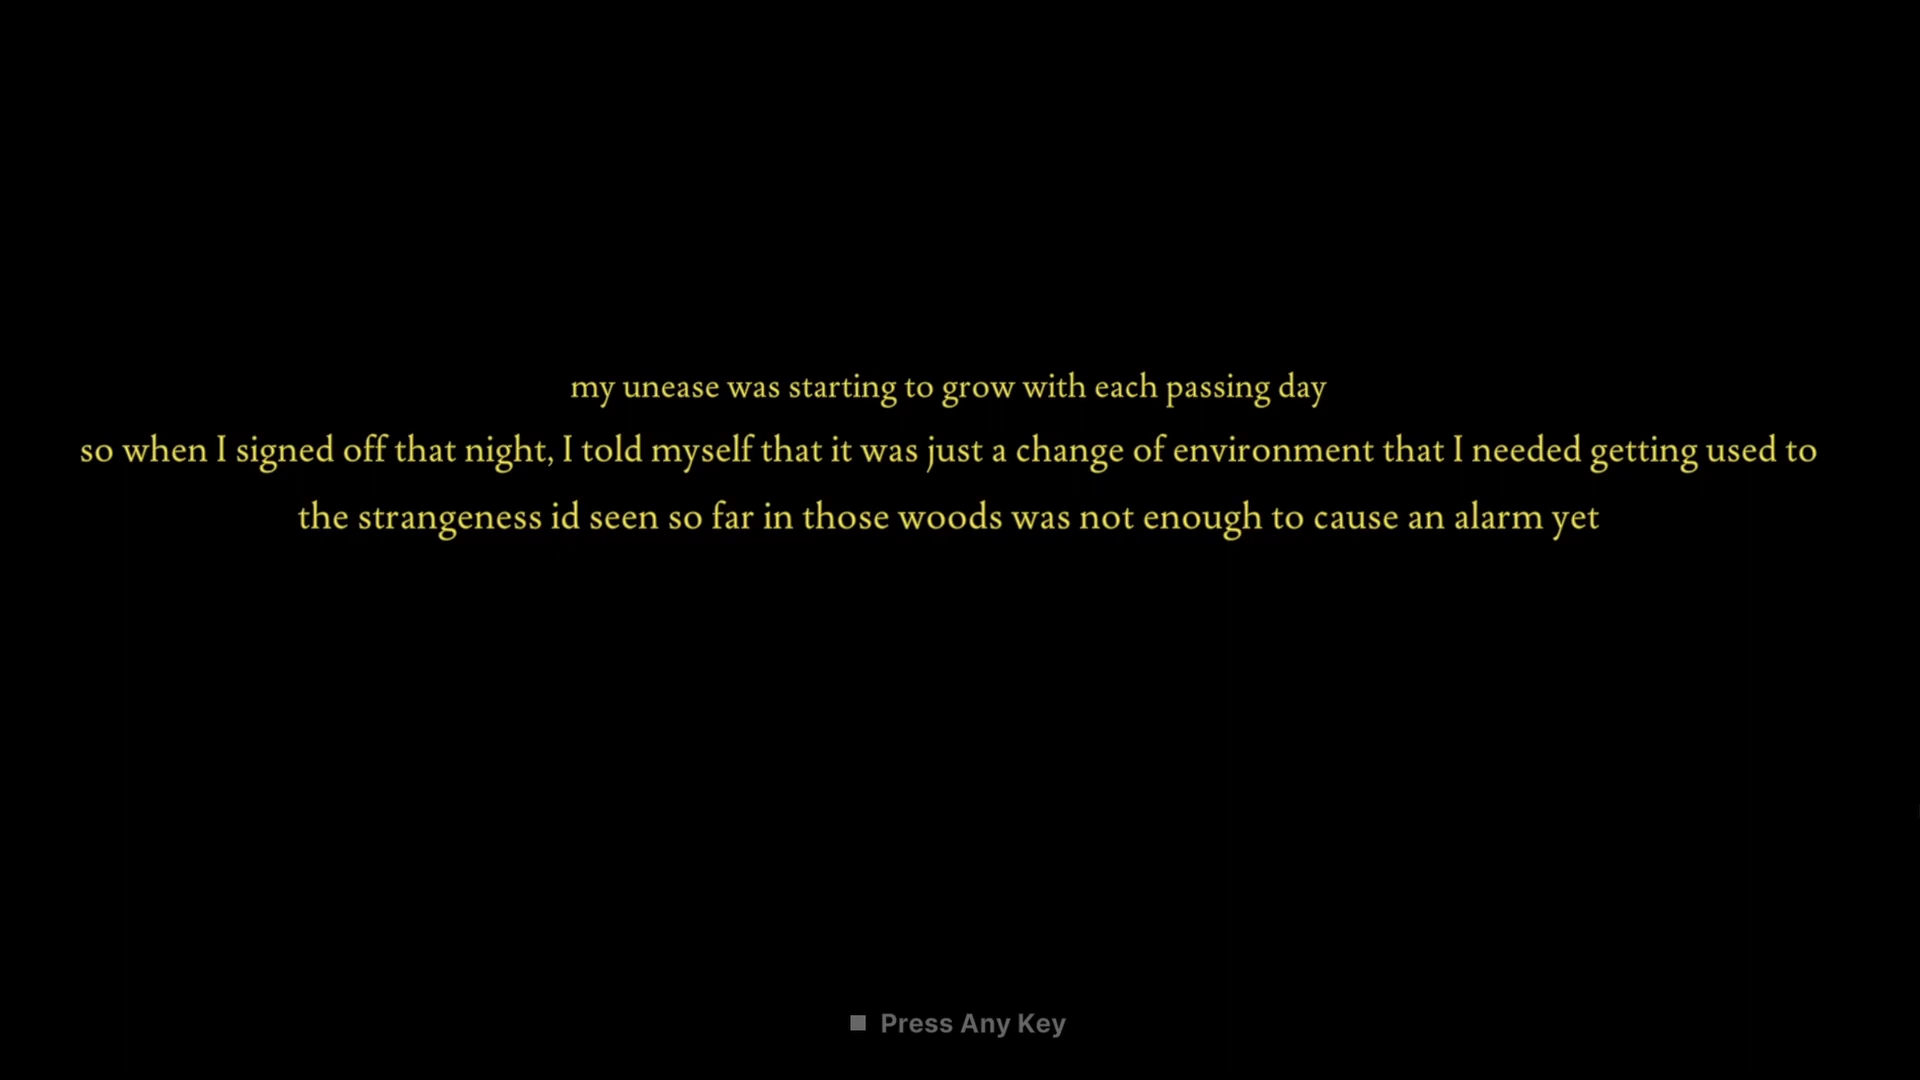 my unease was starting to grow with each passing day
so when I signed off that night, I told myself that it was just a change of environment that I needed getting used to
the strangeness id seen so far in those woods was not enough to cause an alarm yet
Press Any Key